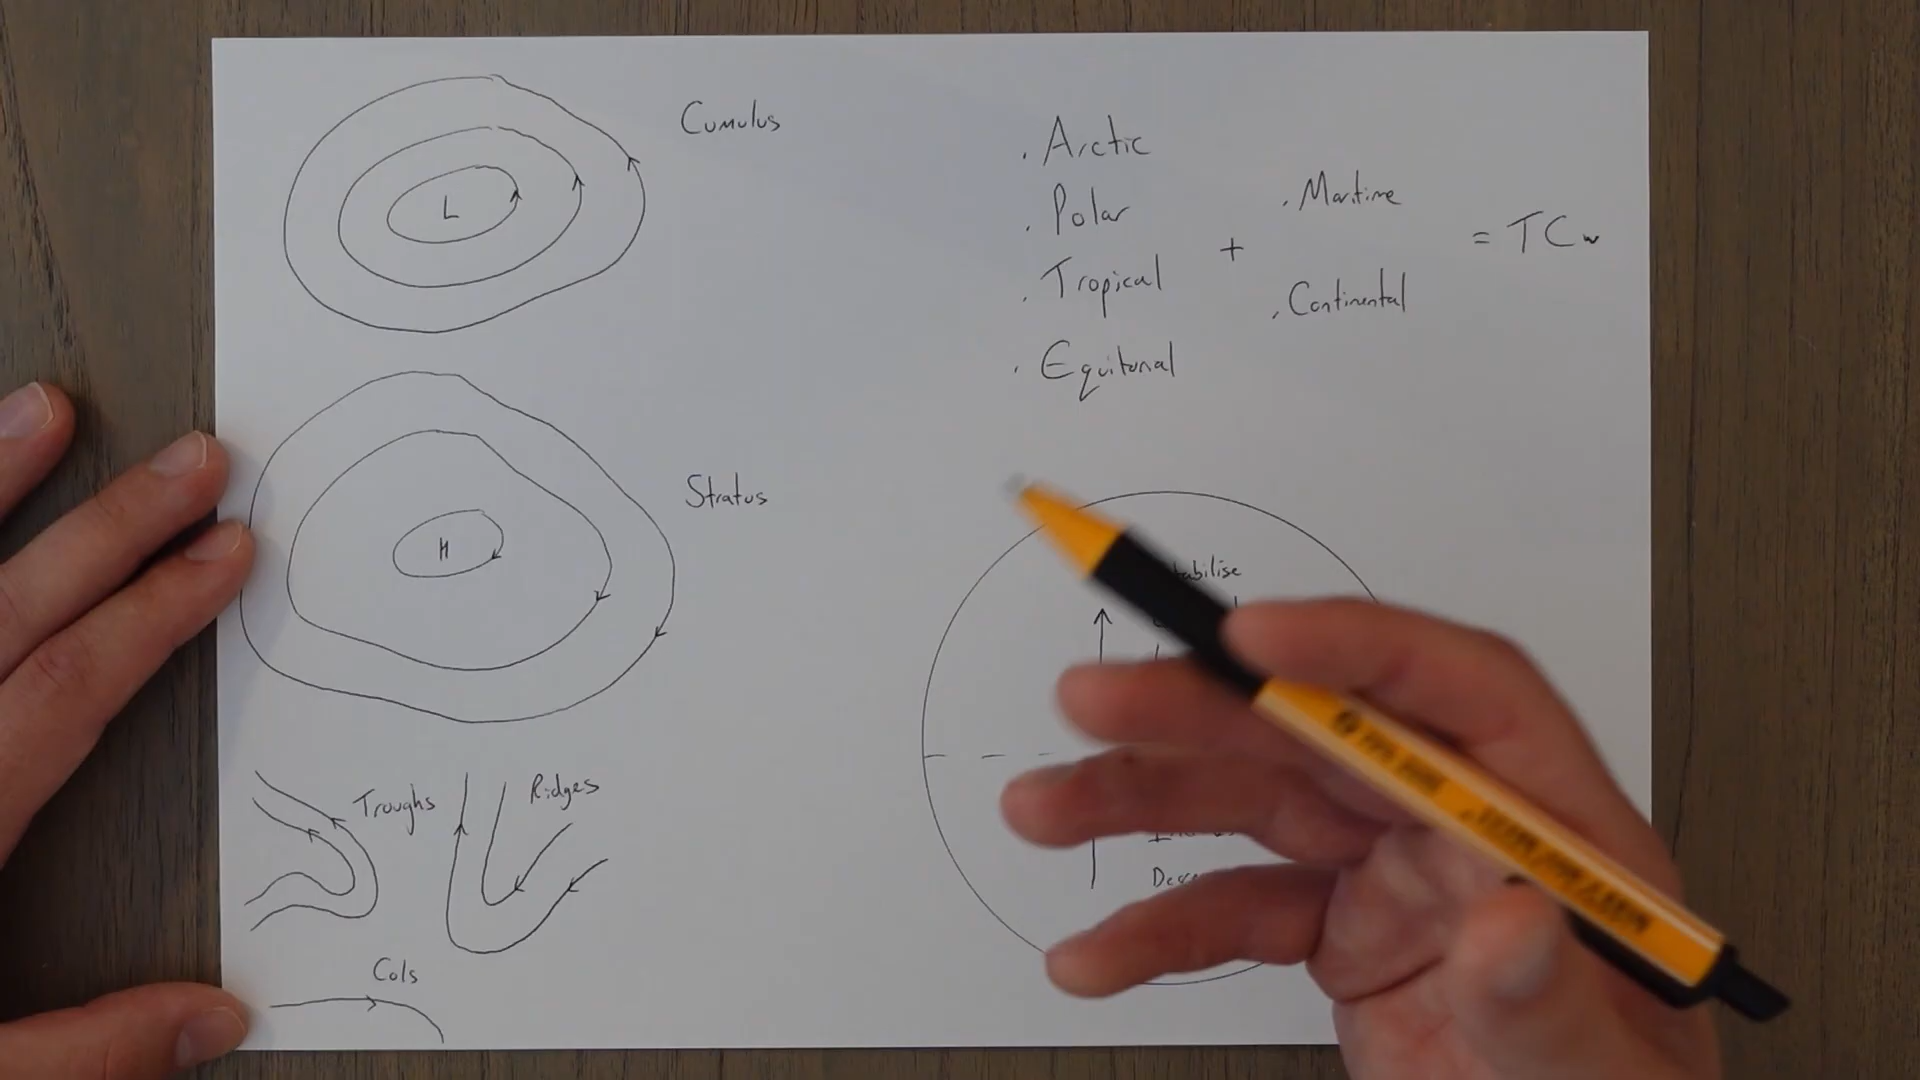 Cumulus
L
. Arctic
. Polar
. Tropical
. Equitorial
+
. Maritime
. Continental
= TCw
Stratus
H
Troughs
Ridges
Cols